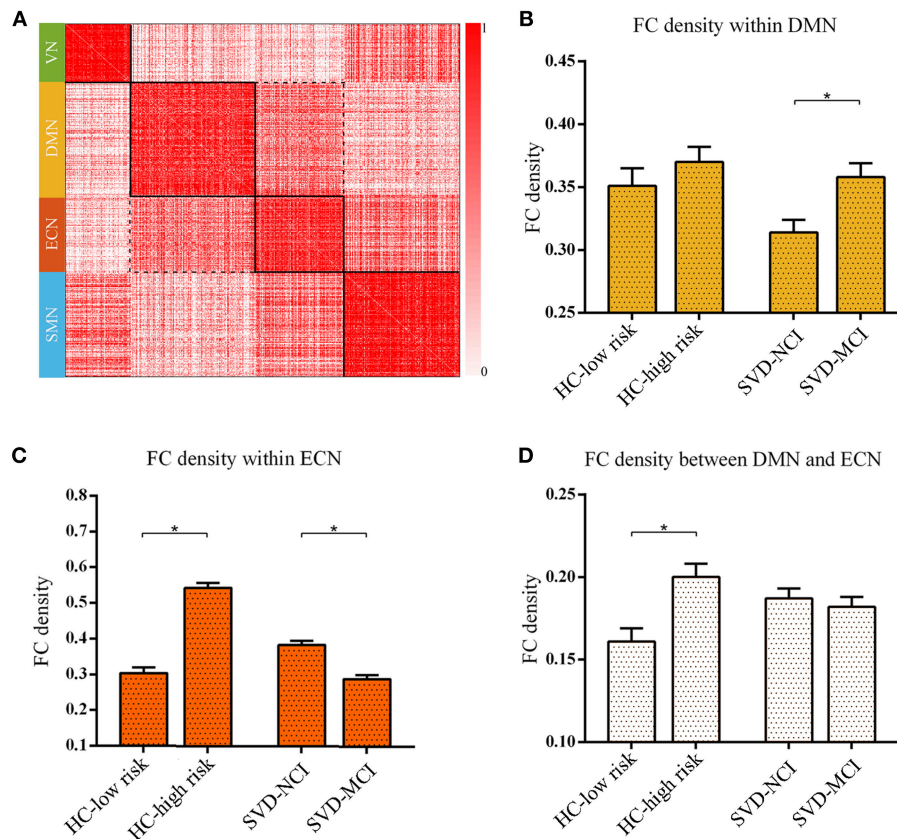 A
VN
DMN
ECN
SMN
1
0
B
FC density within DMN
FC density
0.45
0.40
0.35
0.30
0.25
*
HC-low risk
HC-high risk
SVD-NCI
SVD-MCI
C
FC density within ECN
FC density
0.8
0.7
0.6
0.5
0.4
0.3
0.2
0.1
*
*
HC-low risk
HC-high risk
SVD-NCI
SVD-MCI
D
FC density between DMN and ECN
FC density
0.25
0.20
0.15
0.10
*
HC-low risk
HC-high risk
SVD-NCI
SVD-MCI